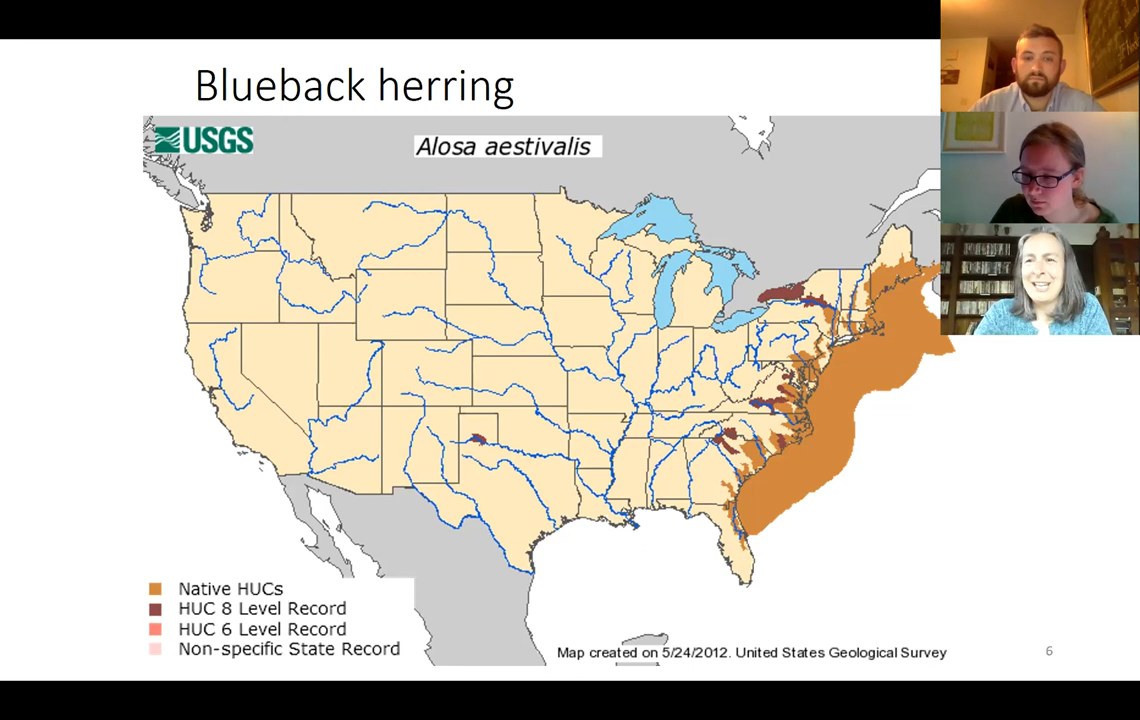 Blueback herring
USGS
Alosa aestivalis
Native HUCs
HUC 8 Level Record
HUC 6 Level Record
Non-specific State Record
Map created on 5/24/2012. United States Geological Survey
6